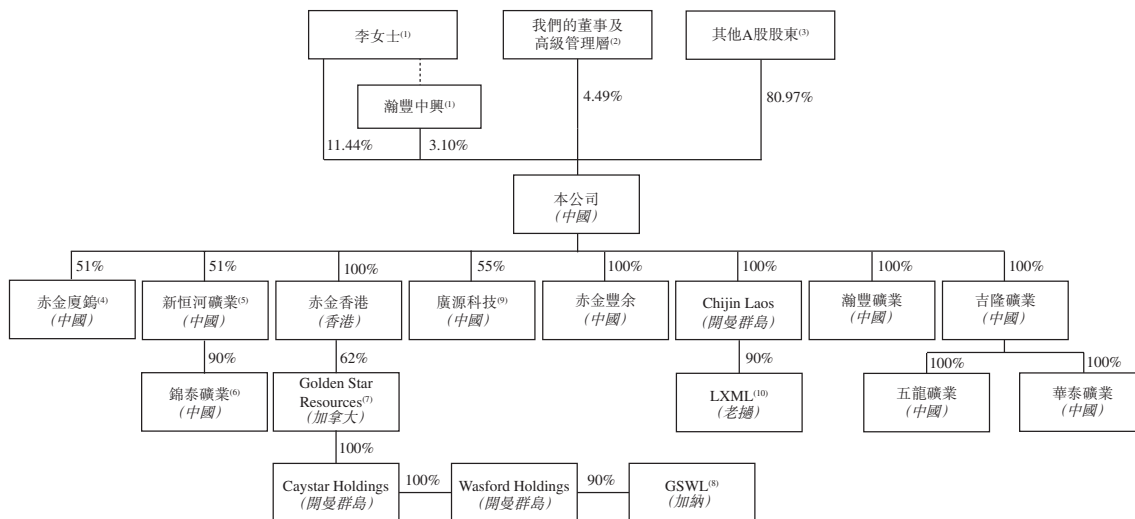 李女士(1)
我們的董事及
高級管理層(2)
其他A股股東(3)
瀚豐中興(1)
4.49%
80.97%
11.44%
3.10%
本公司
(中國)
51%
51%
100%
55%
100%
100%
100%
100%
赤金廈鎢(4)
(中國)
新恒河礦業(5)
(中國)
赤金香港
(香港)
廣源科技(9)
(中國)
赤金豐余
(中國)
Chijin Laos
(開曼群島)
瀚豐礦業
(中國)
吉隆礦業
(中國)
90%
62%
90%
100%
100%
錦泰礦業(6)
(中國)
Golden Star
Resources(7)
(加拿大)
LXML(10)
(老撾)
五龍礦業
(中國)
華泰礦業
(中國)
100%
Caystar Holdings
(開曼群島)
100%
Wasford Holdings
(開曼群島)
90%
GSWL(8)
(加納)